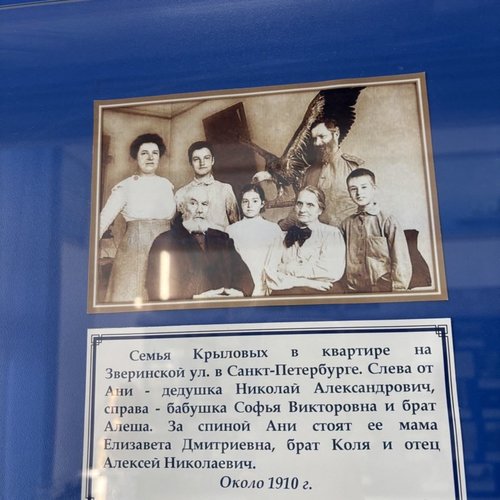 Семья Крыловых в квартире на
Зверинской ул. в Санкт-Петербурге. Слева от
Ани - дедушка Николай Александрович,
справа - бабушка Софья Викторовна и брат
Алеша. За спиной Ани стоят ее мама
Елизавета Дмитриевна, брат Коля и отец
Алексей Николаевич.
Около 1910 г.